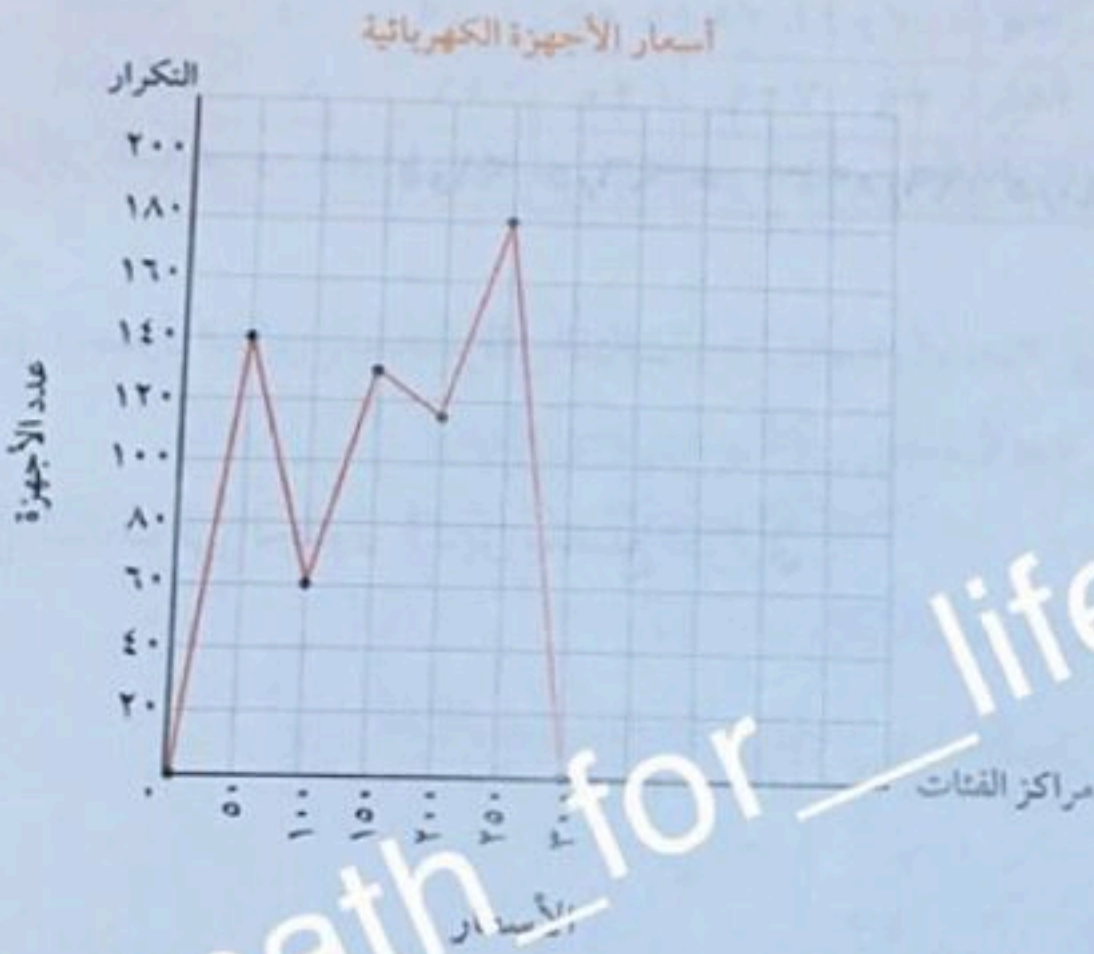 أسعار الأجهزة الكهربائية
التكرار
٢٠٠
١٨٠
١٦٠
١٤٠
١٢٠
١٠٠
٨٠
٦٠
٤٠
٢٠
٠
عدد الأجهزة
٥٠ ١٠٠ ١٥٠ ٢٠٠ ٢٥٠
مراكز الفئات
الأسعار
ath_for__life